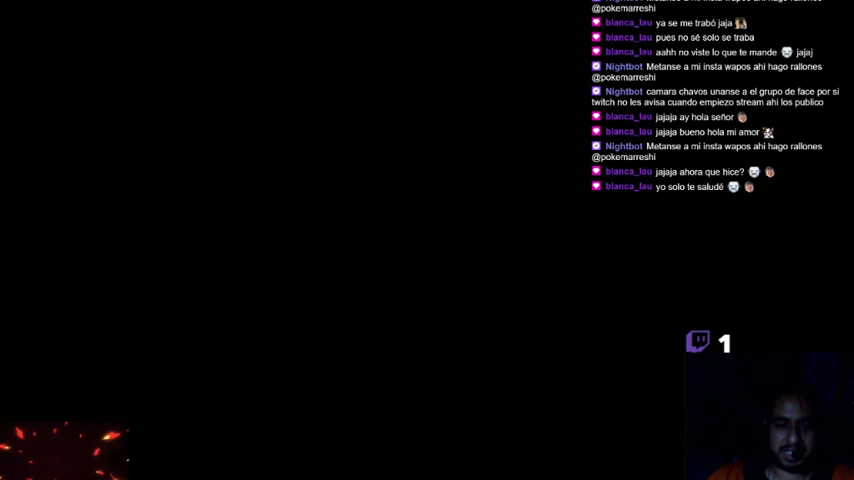 @pokemarreshi
blanca_lau ya se me trabó jaja
blanca_lau pues no sé solo se traba
blanca_lau aahh no viste lo que te mande jajaj
Nightbot Metanse a mi insta wapos ahi hago rallones
@pokemarreshi
Nightbot camara chavos unanse a el grupo de face por si
twitch no les avisa cuando empiezo stream ahi los publico
blanca_lau jajaja ay hola señor
blanca_lau jajaja bueno hola mi amor
Nightbot Metanse a mi insta wapos ahi hago rallones
@pokemarreshi
blanca_lau jajaja ahora que hice?
blanca_lau yo solo te saludé
1